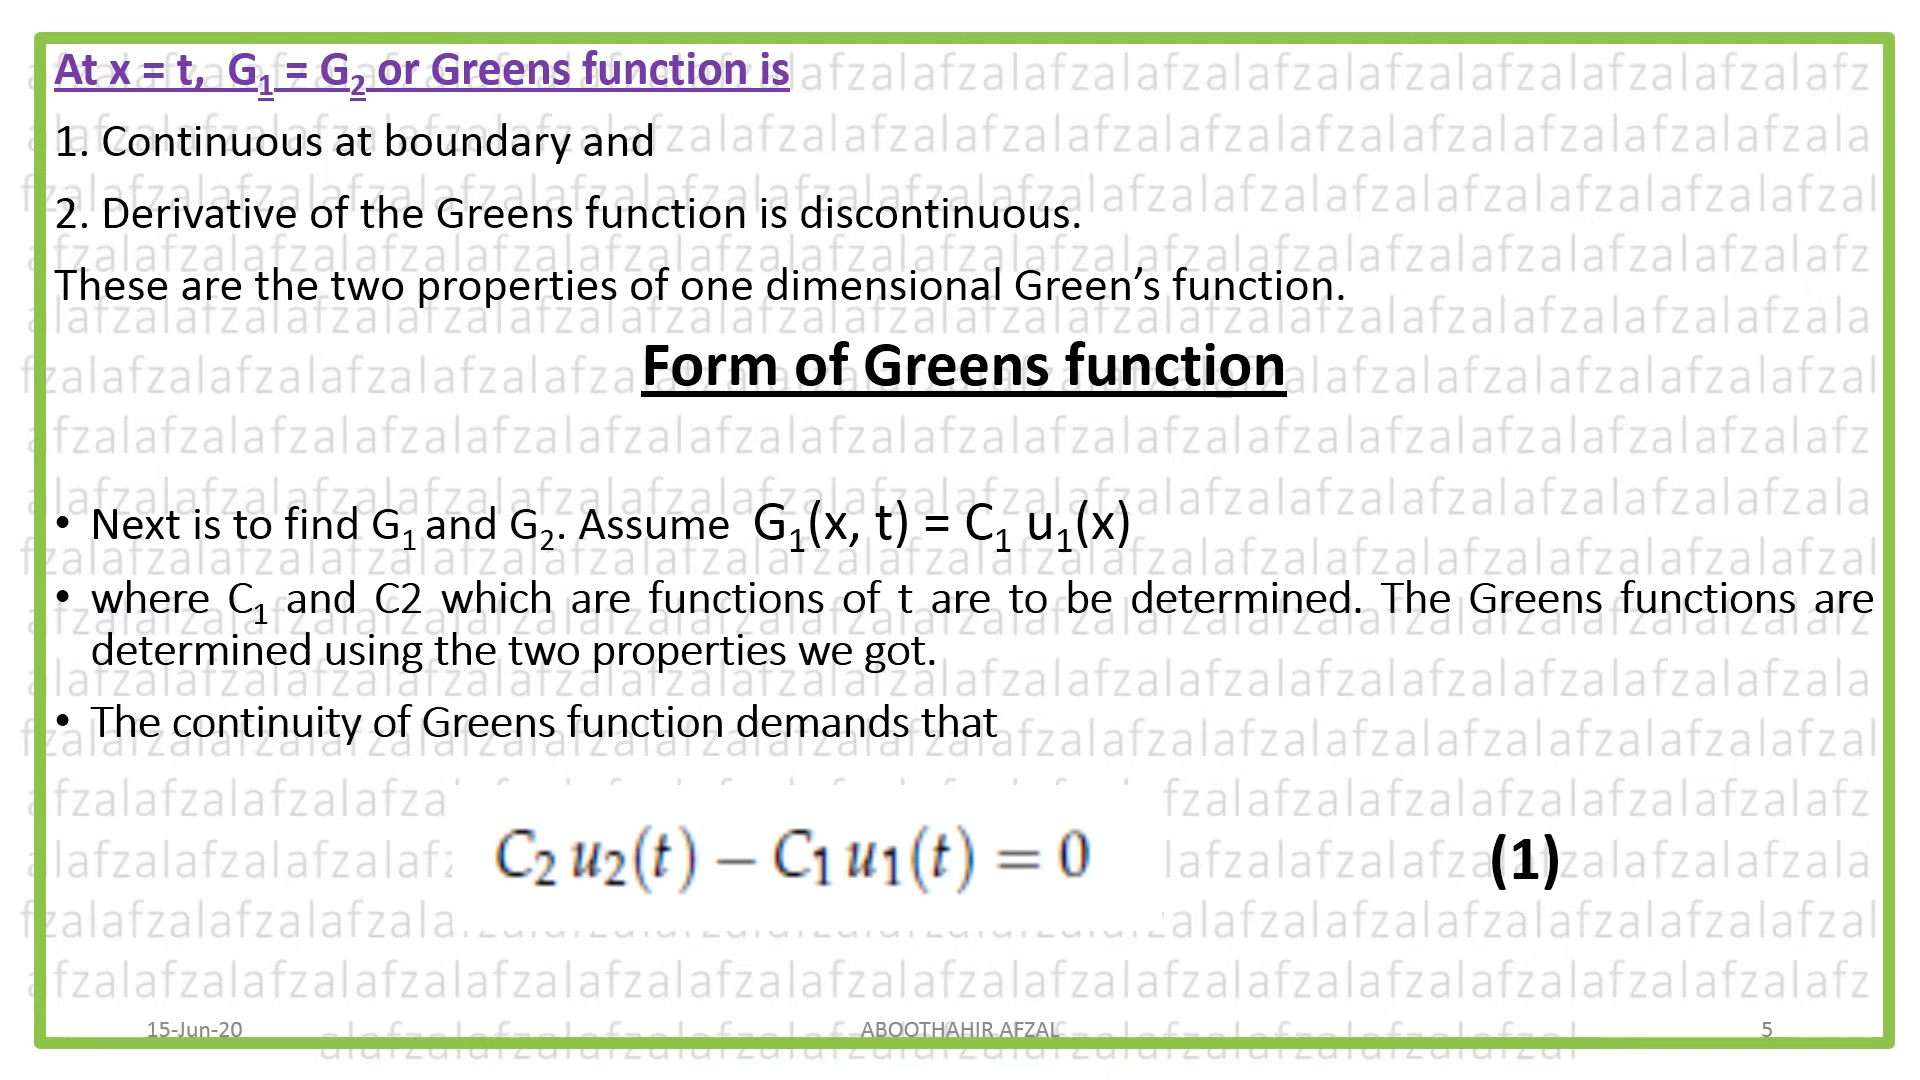 At x = t, G1 = G2 or Greens function is
1. Continuous at boundary and
2. Derivative of the Greens function is discontinuous.
These are the two properties of one dimensional Green’s function.
Form of Greens function
• Next is to find G1 and G2. Assume G1(x, t) = C1 u1(x)
• where C1 and C2 which are functions of t are to be determined. The Greens functions are
determined using the two properties we got.
• The continuity of Greens function demands that
C2 u2(t) − C1 u1(t) = 0 (1)
15-Jun-20 ABOOTHAHIR AFZAL 5